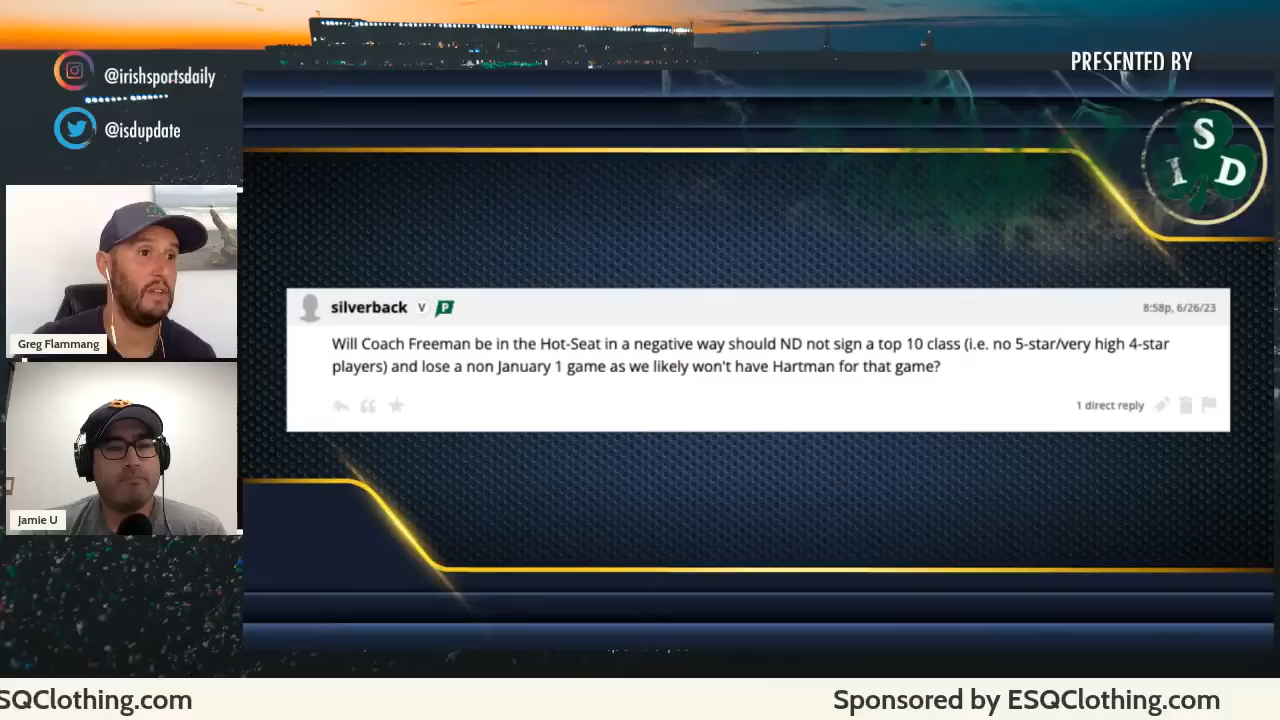 @irishsportsdaily
@isdupdate
PRESENTED BY
I S D
Greg Flammang
Jamie U
silverback V P
8:58p, 6/26/23
Will Coach Freeman be in the Hot-Seat in a negative way should ND not sign a top 10 class (i.e. no 5-star/very high 4-star
players) and lose a non January 1 game as we likely won't have Hartman for that game?
1 direct reply
SQClothing.com
Sponsored by ESQClothing.com